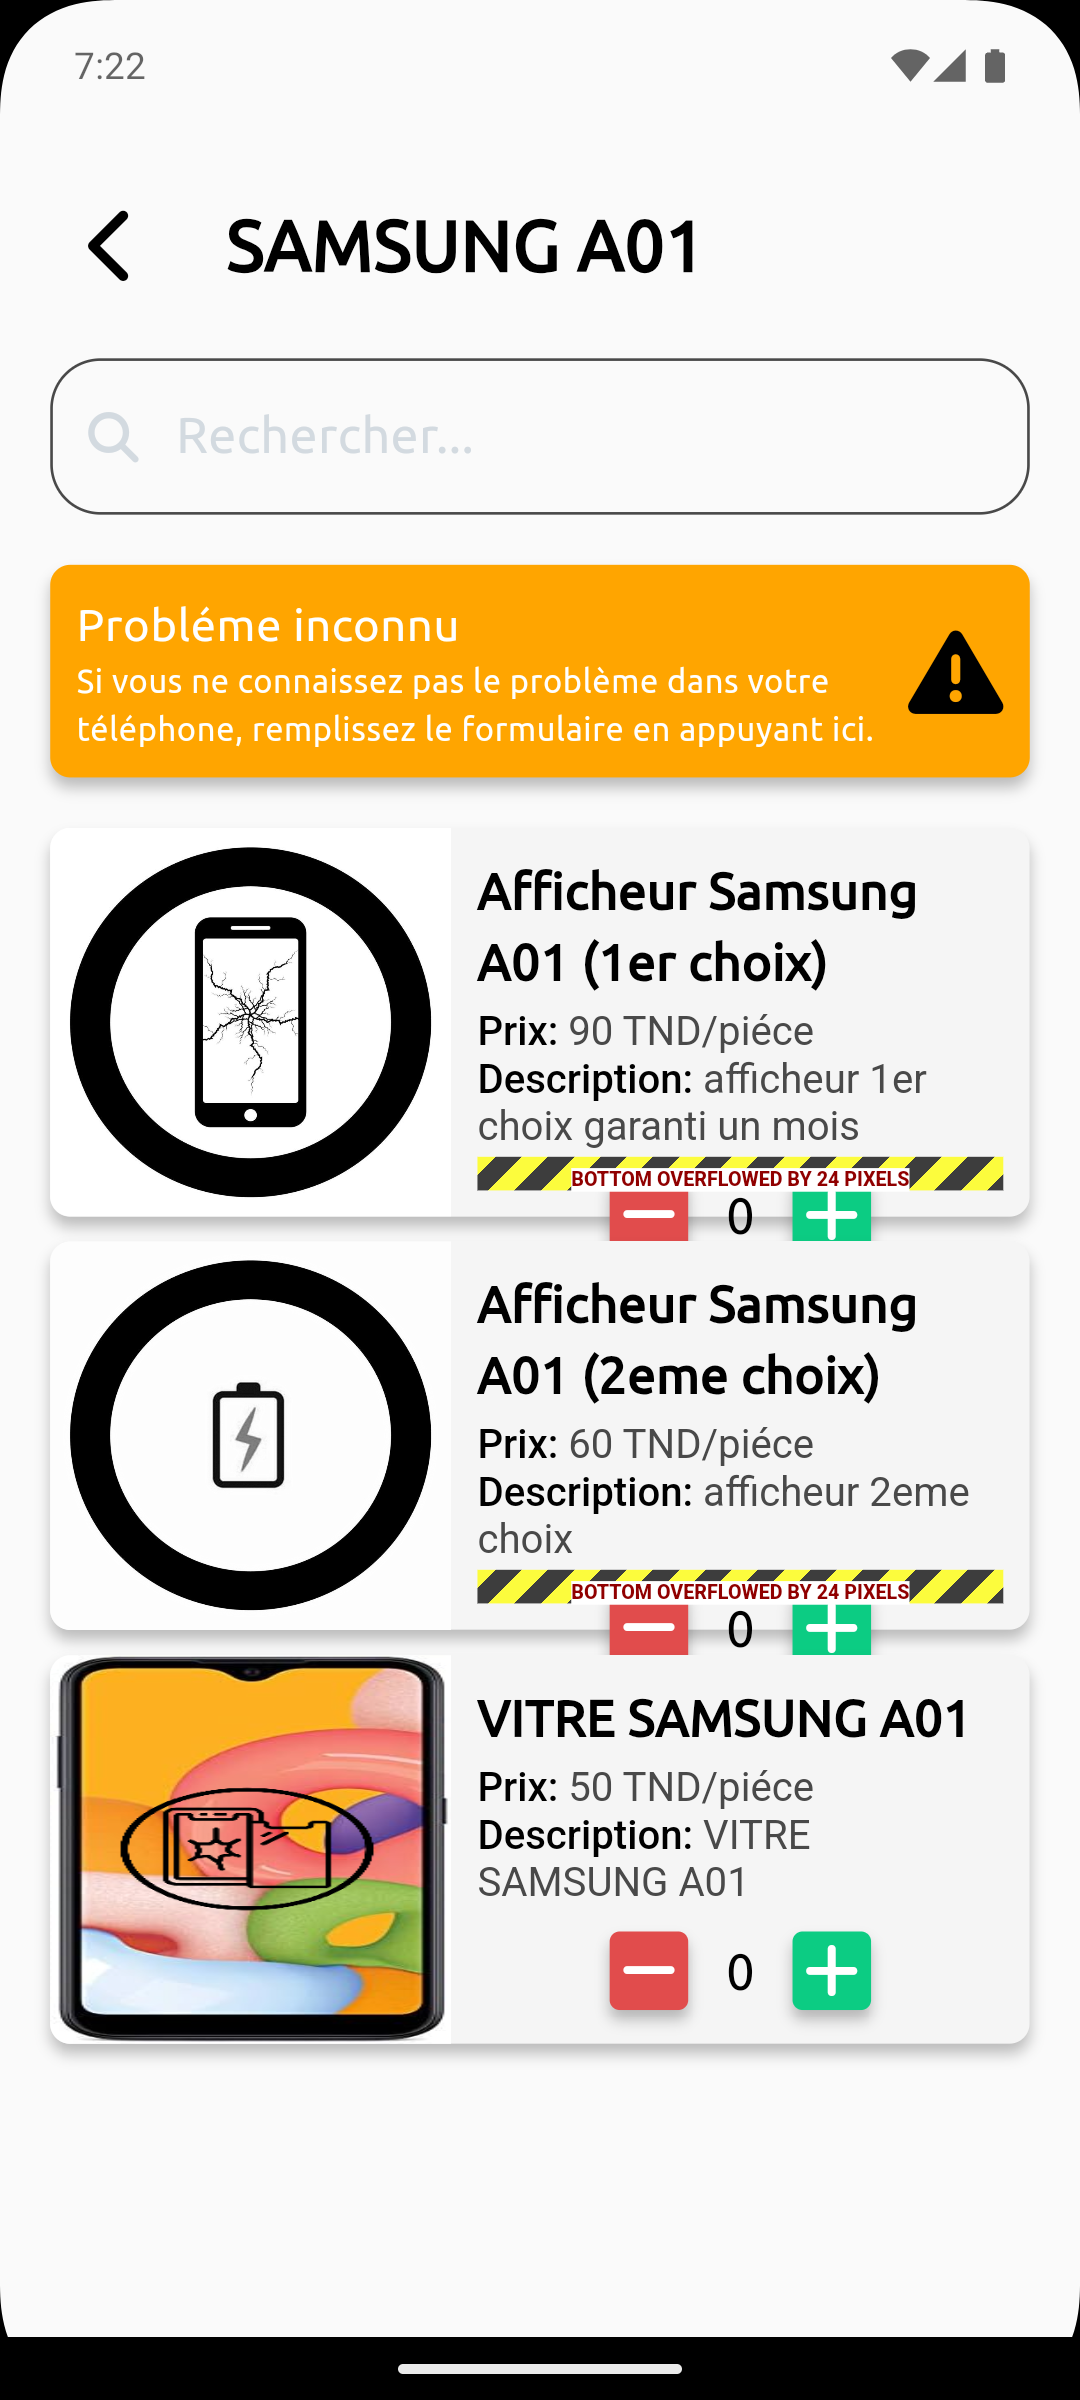 7:22
SAMSUNG A01
Rechercher...
Probléme inconnu
Si vous ne connaissez pas le problème dans votre
téléphone, remplissez le formulaire en appuyant ici.
Afficheur Samsung
A01 (1er choix)
Prix: 90 TND/piéce
Description: afficheur 1er
choix garanti un mois
BOTTOM OVERFLOWED BY 24 PIXELS
0
Afficheur Samsung
A01 (2eme choix)
Prix: 60 TND/piéce
Description: afficheur 2eme
choix
BOTTOM OVERFLOWED BY 24 PIXELS
0
VITRE SAMSUNG A01
Prix: 50 TND/piéce
Description: VITRE
SAMSUNG A01
0